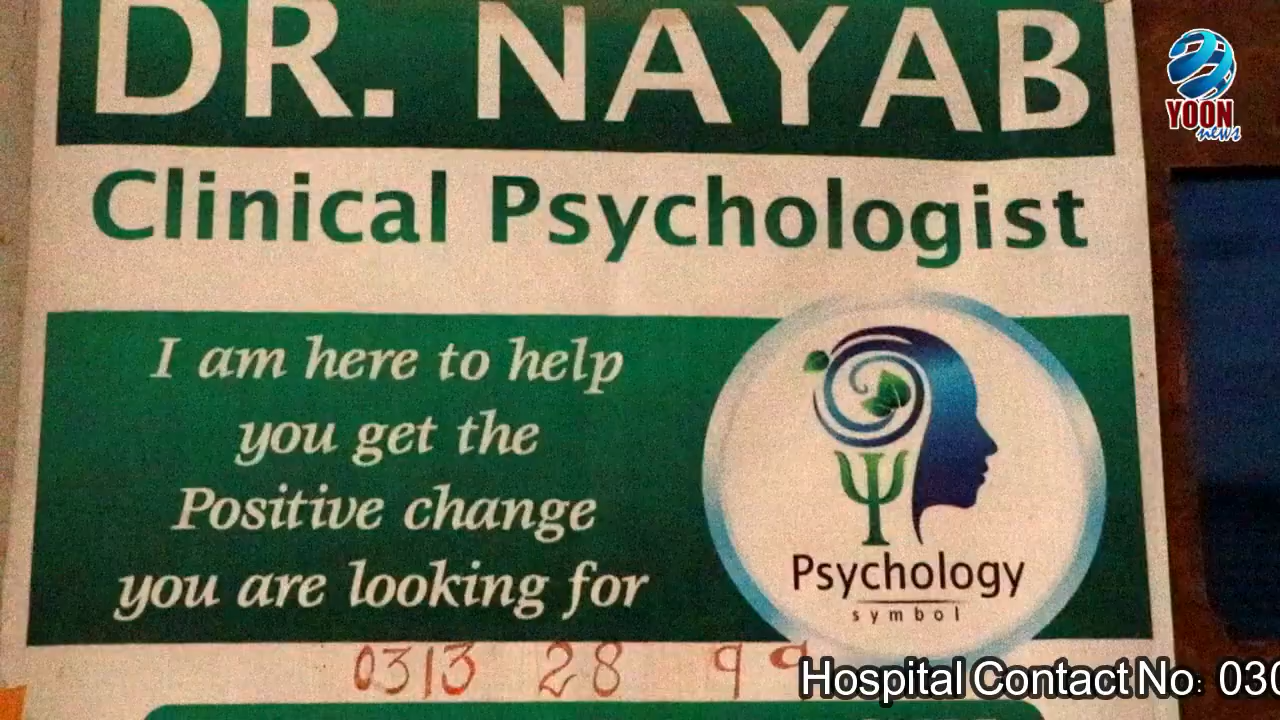 DR. NAYAB
YOON
news
Clinical Psychologist
I am here to help
you get the
Positive change
you are looking for
Psychology
symbol
0313 28 99
Hospital Contact No: 030